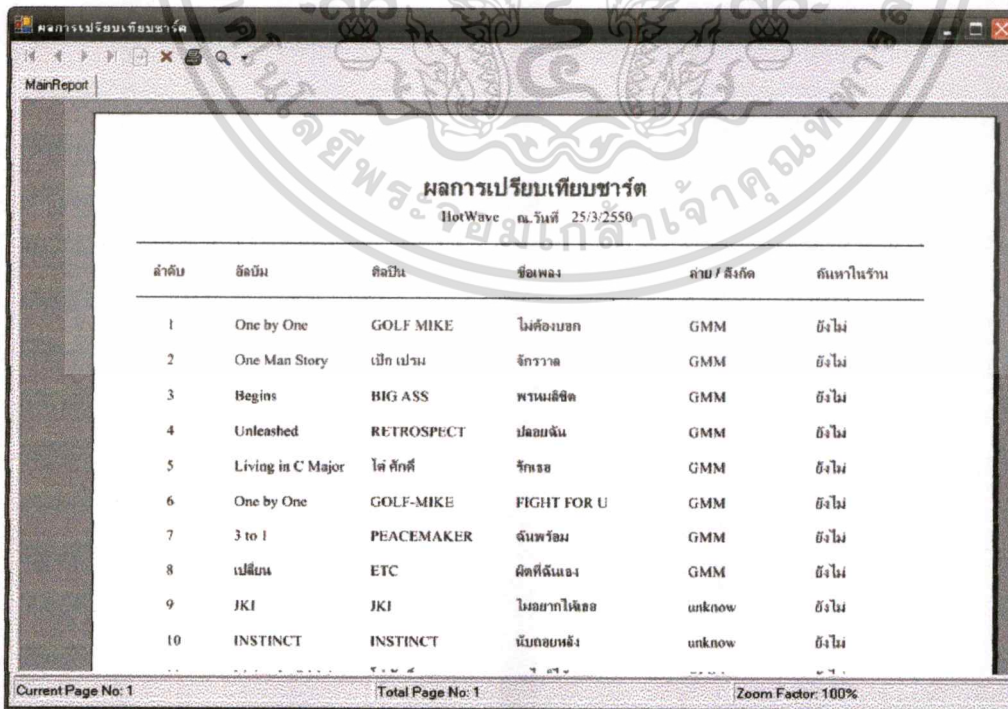 ผลการเปรียบเทียบชาร์ต
MainReport
ผลการเปรียบเทียบชาร์ต
HotWave ณ.วันที่ 25/3/2550
ลำดับ อัลบัม ศิลปิน ชื่อเพลง ค่าย / สังกัด ค้นหาในร้าน
1 One by One GOLF MIKE ไม่ต้องบอก GMM ยังไม่
2 One Man Story เป๊ก เปรม จักรวาล GMM ยังไม่
3 Begins BIG ASS พรหมลิขิต GMM ยังไม่
4 Unleashed RETROSPECT ปลอยฉัน GMM ยังไม่
5 Living in C Major โต๋ ศักดิ์ รักเธอ GMM ยังไม่
6 One by One GOLF-MIKE FIGHT FOR U GMM ยังไม่
7 3 to 1 PEACEMAKER ฉันพร้อม GMM ยังไม่
8 เปลี่ยน ETC ผิดที่ฉันเอง GMM ยังไม่
9 JKI JKI ไมอยากให้เธอ unknow ยังไม่
10 INSTINCT INSTINCT นับถอยหลัง unknow ยังไม่
Current Page No: 1 Total Page No: 1 Zoom Factor: 100%